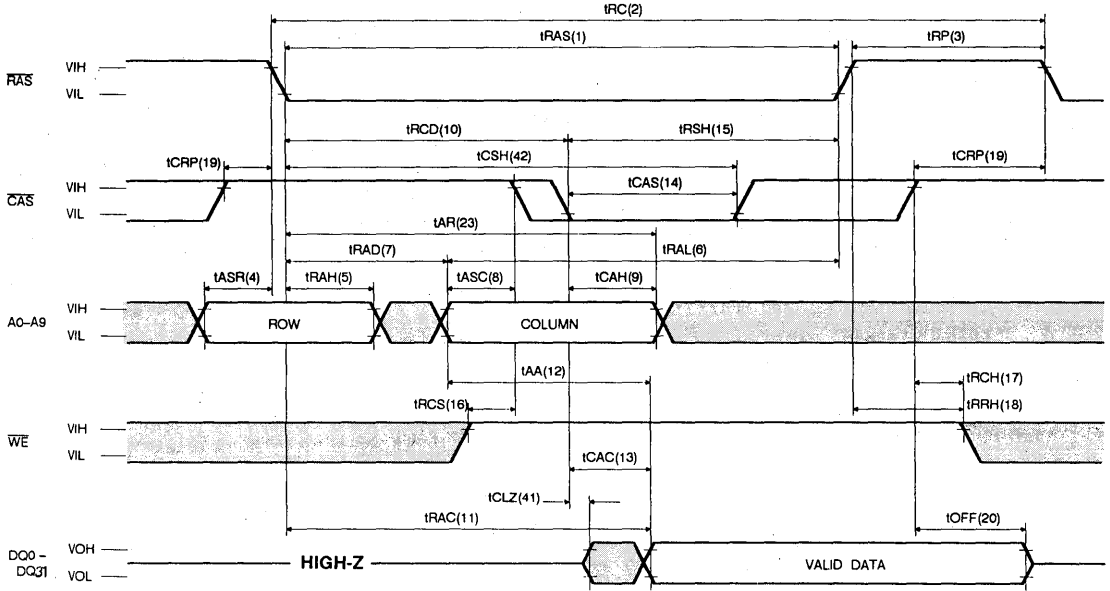 tRC(2)
tRAS(1)
tRP(3)
RAS
VIH
VIL
tRCD(10)
tRSH(15)
tCRP(19)
tCSH(42)
tCRP(19)
CAS
VIH
VIL
tCAS(14)
tAR(23)
tRAD(7)
tRAL(6)
tASR(4)
tRAH(5)
tASC(8)
tCAH(9)
A0–A9
VIH
VIL
ROW
COLUMN
tAA(12)
tRCS(16)
tRCH(17)
tRRH(18)
WE
VIH
VIL
tCAC(13)
tCLZ(41)
tRAC(11)
tOFF(20)
DQ0 –
DQ31
VOH
VOL
HIGH-Z
VALID DATA